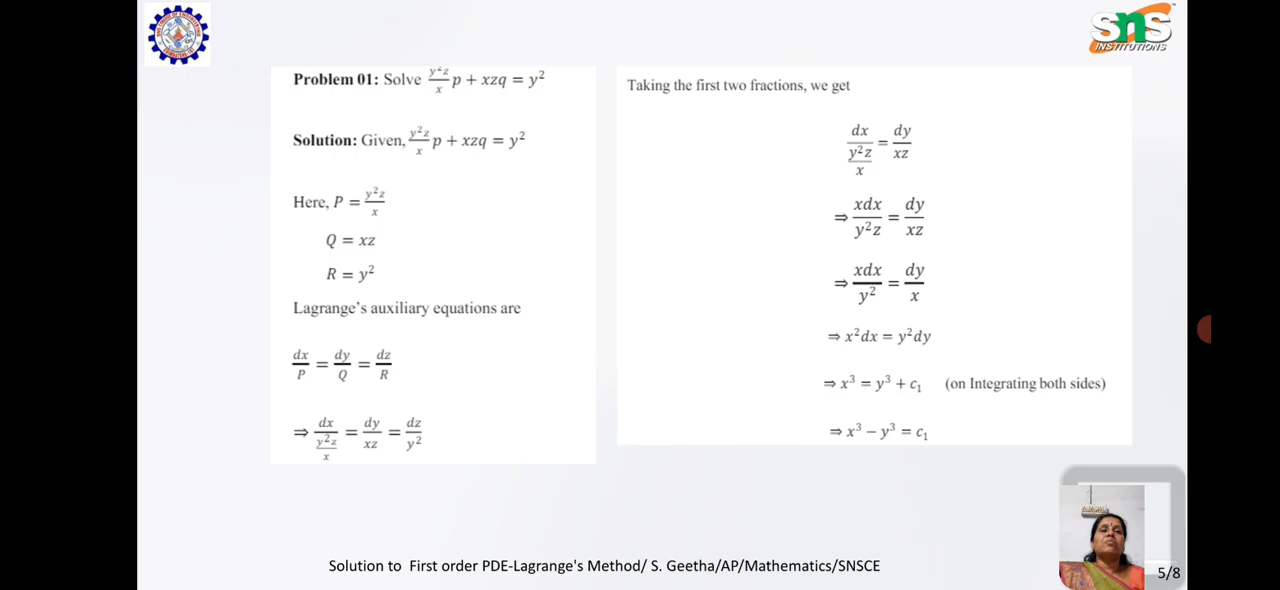 SNS
INSTITUTIONS
Problem 01: Solve y²z/x p + xzq = y²
Solution: Given, y²z/x p + xzq = y²
Here, P = y²z/x
Q = xz
R = y²
Lagrange's auxiliary equations are
dx/P = dy/Q = dz/R
⇒ dx/(y²z/x) = dy/xz = dz/y²
Taking the first two fractions, we get
dx/(y²z/x) = dy/xz
⇒ xdx/y²z = dy/xz
⇒ xdx/y² = dy/x
⇒ x²dx = y²dy
⇒ x³ = y³ + c₁ (on Integrating both sides)
⇒ x³ − y³ = c₁
Solution to First order PDE-Lagrange's Method/ S. Geetha/AP/Mathematics/SNSCE
5/8